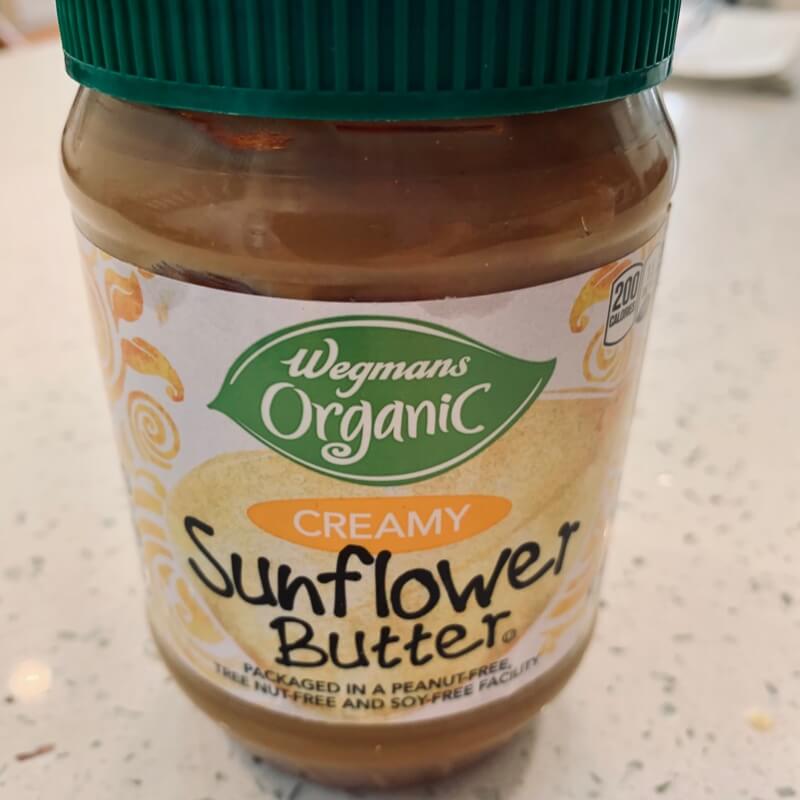 Wegmans
Organic
CREAMY
Sunflower
Butter
PACKAGED IN A PEANUT-FREE,
TREE NUT-FREE AND SOY-FREE FACILITY
200
CALORIES